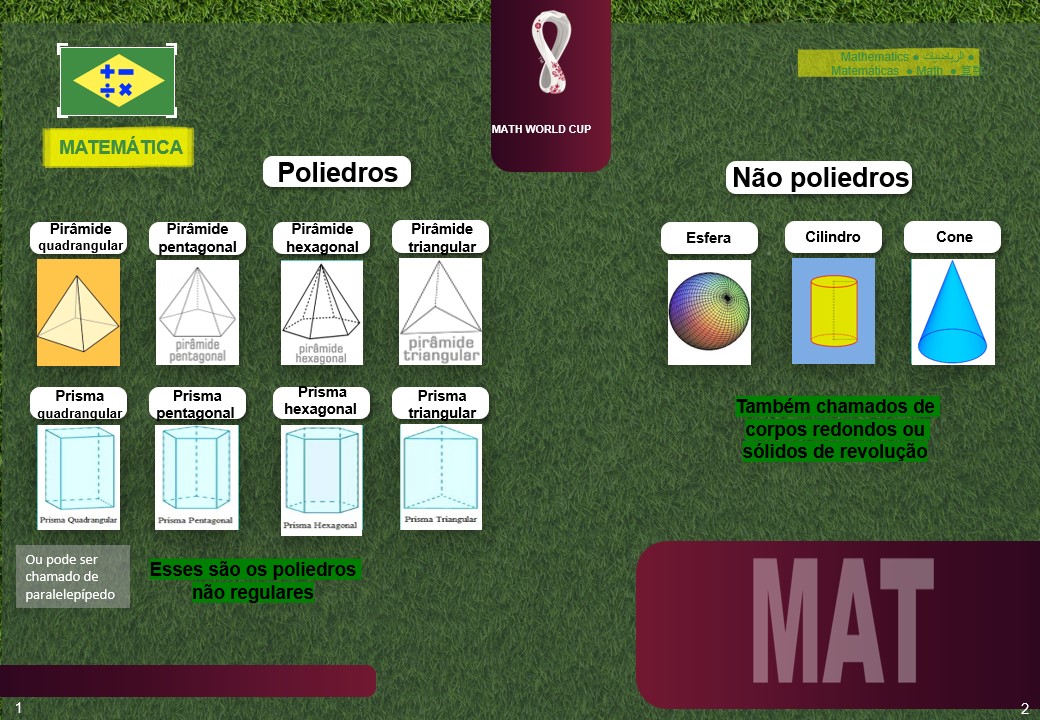 MATH WORLD CUP
Mathematics ● الرياضيات ●
Matemáticas ● Math ●
MATEMÁTICA
Poliedros
Não poliedros
Pirâmide
quadrangular
Pirâmide
pentagonal
Pirâmide
hexagonal
Pirâmide
triangular
Esfera
Cilindro
Cone
pirâmide
pentagonal
pirâmide
hexagonal
pirâmide
triangular
Prisma
quadrangular
Prisma
pentagonal
Prisma
hexagonal
Prisma
triangular
Também chamados de
corpos redondos ou
sólidos de revolução
Prisma Quadrangular
Prisma Pentagonal
Prisma Hexagonal
Prisma Triangular
Ou pode ser
chamado de
paralelepípedo
Esses são os poliedros
não regulares
MAT
1
2